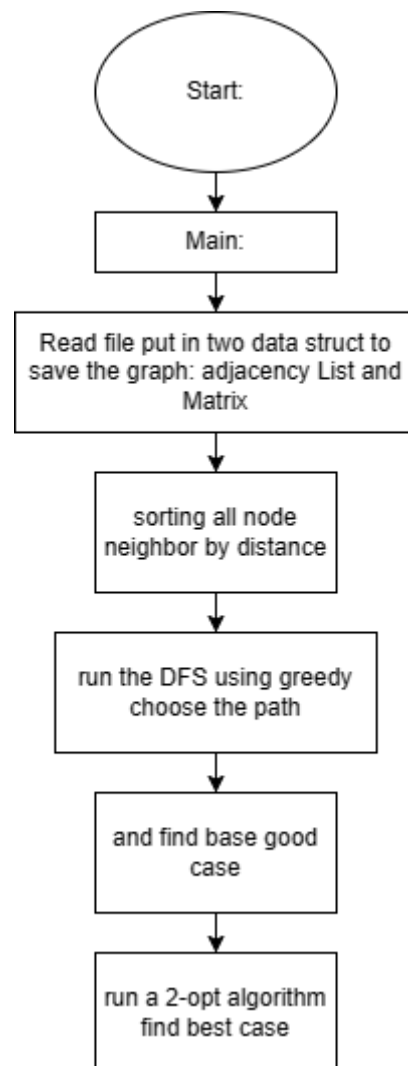 Start:
Main:
Read file put in two data struct to
save the graph: adjacency List and
Matrix
sorting all node
neighbor by distance
run the DFS using greedy
choose the path
and find base good
case
run a 2-opt algorithm
find best case